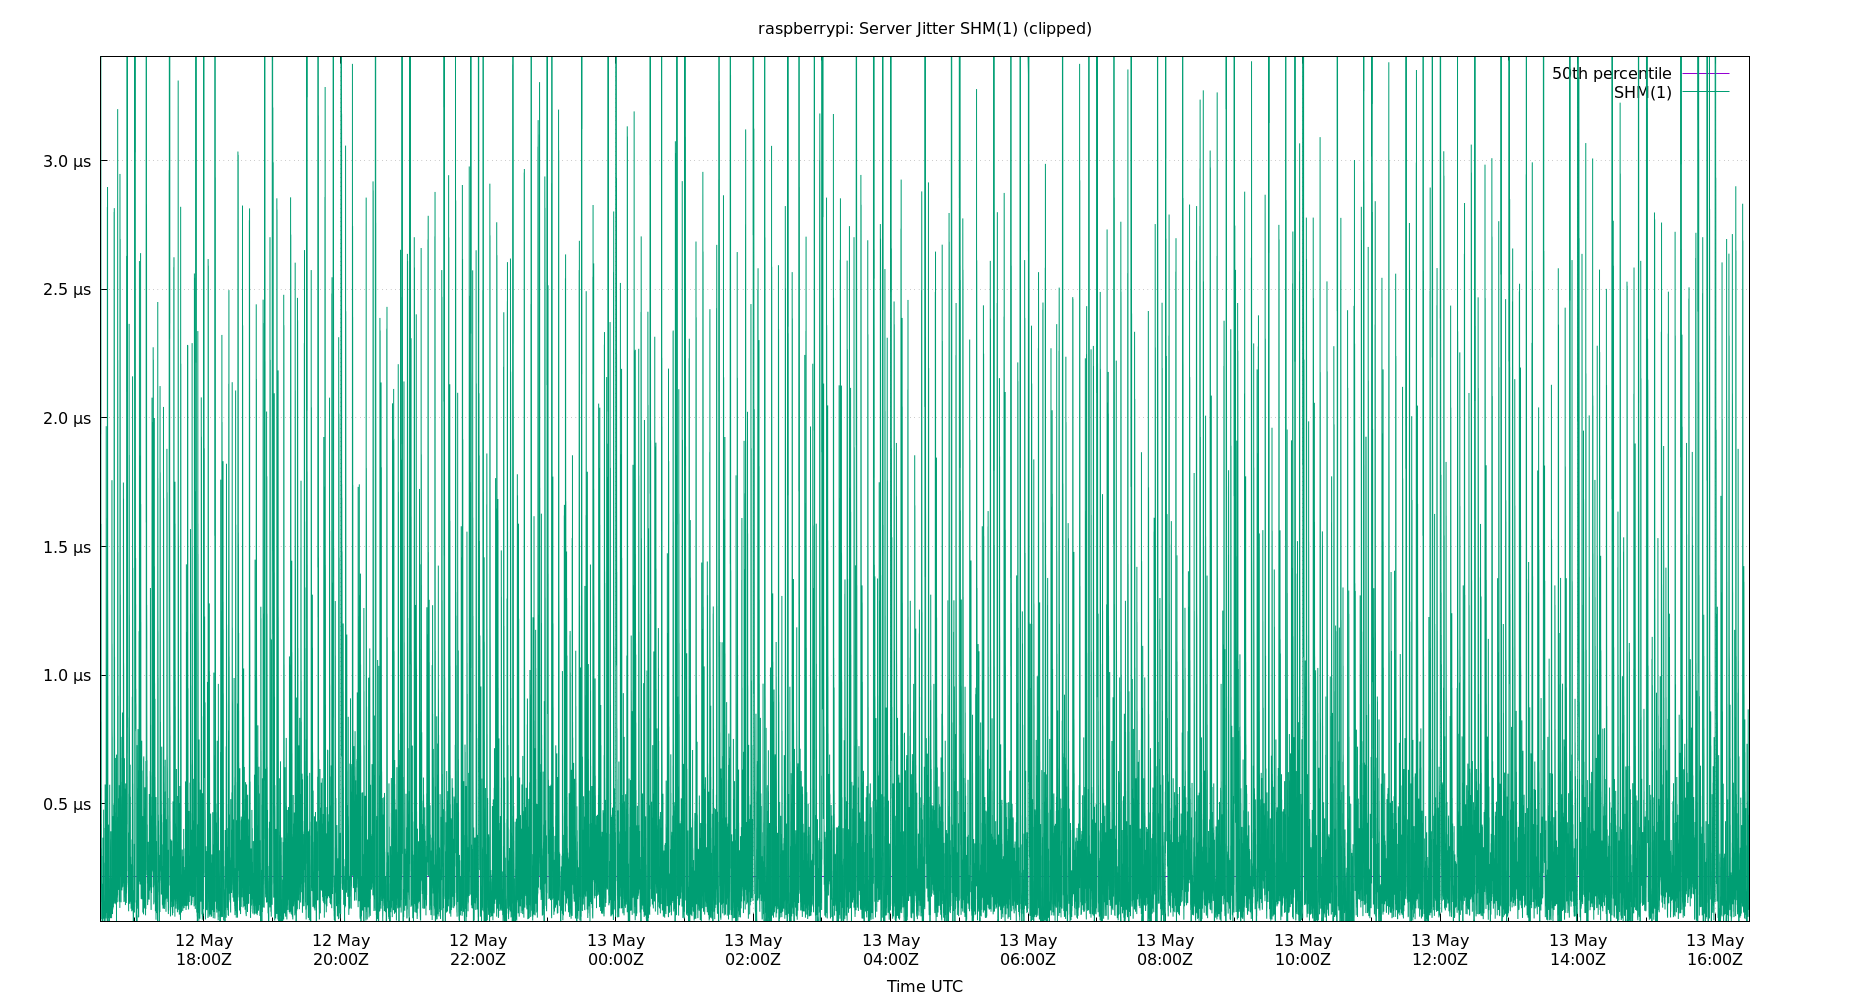 raspberrypi: Server Jitter SHM(1) (clipped)
50th percentile
SHM(1)
3.0 µs
2.5 µs
2.0 µs
1.5 µs
1.0 µs
0.5 µs
12 May 12 May 12 May 13 May 13 May 13 May 13 May 13 May 13 May 13 May 13 May 13 May
18:00Z 20:00Z 22:00Z 00:00Z 02:00Z 04:00Z 06:00Z 08:00Z 10:00Z 12:00Z 14:00Z 16:00Z
Time UTC